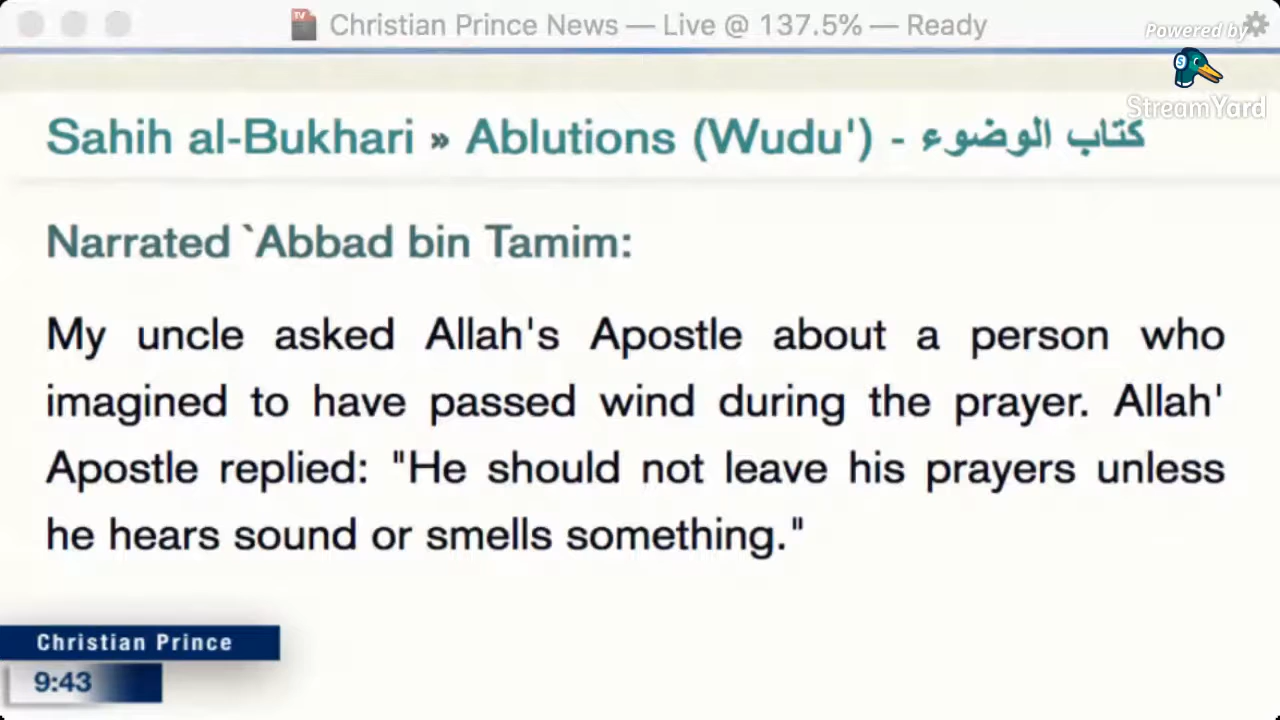 Christian Prince News — Live @ 137.5% — Ready
Powered by
StreamYard
Sahih al-Bukhari » Ablutions (Wudu') - كتاب الوضوء
Narrated `Abbad bin Tamim:
My uncle asked Allah's Apostle about a person who
imagined to have passed wind during the prayer. Allah'
Apostle replied: "He should not leave his prayers unless
he hears sound or smells something."
Christian Prince
9:43